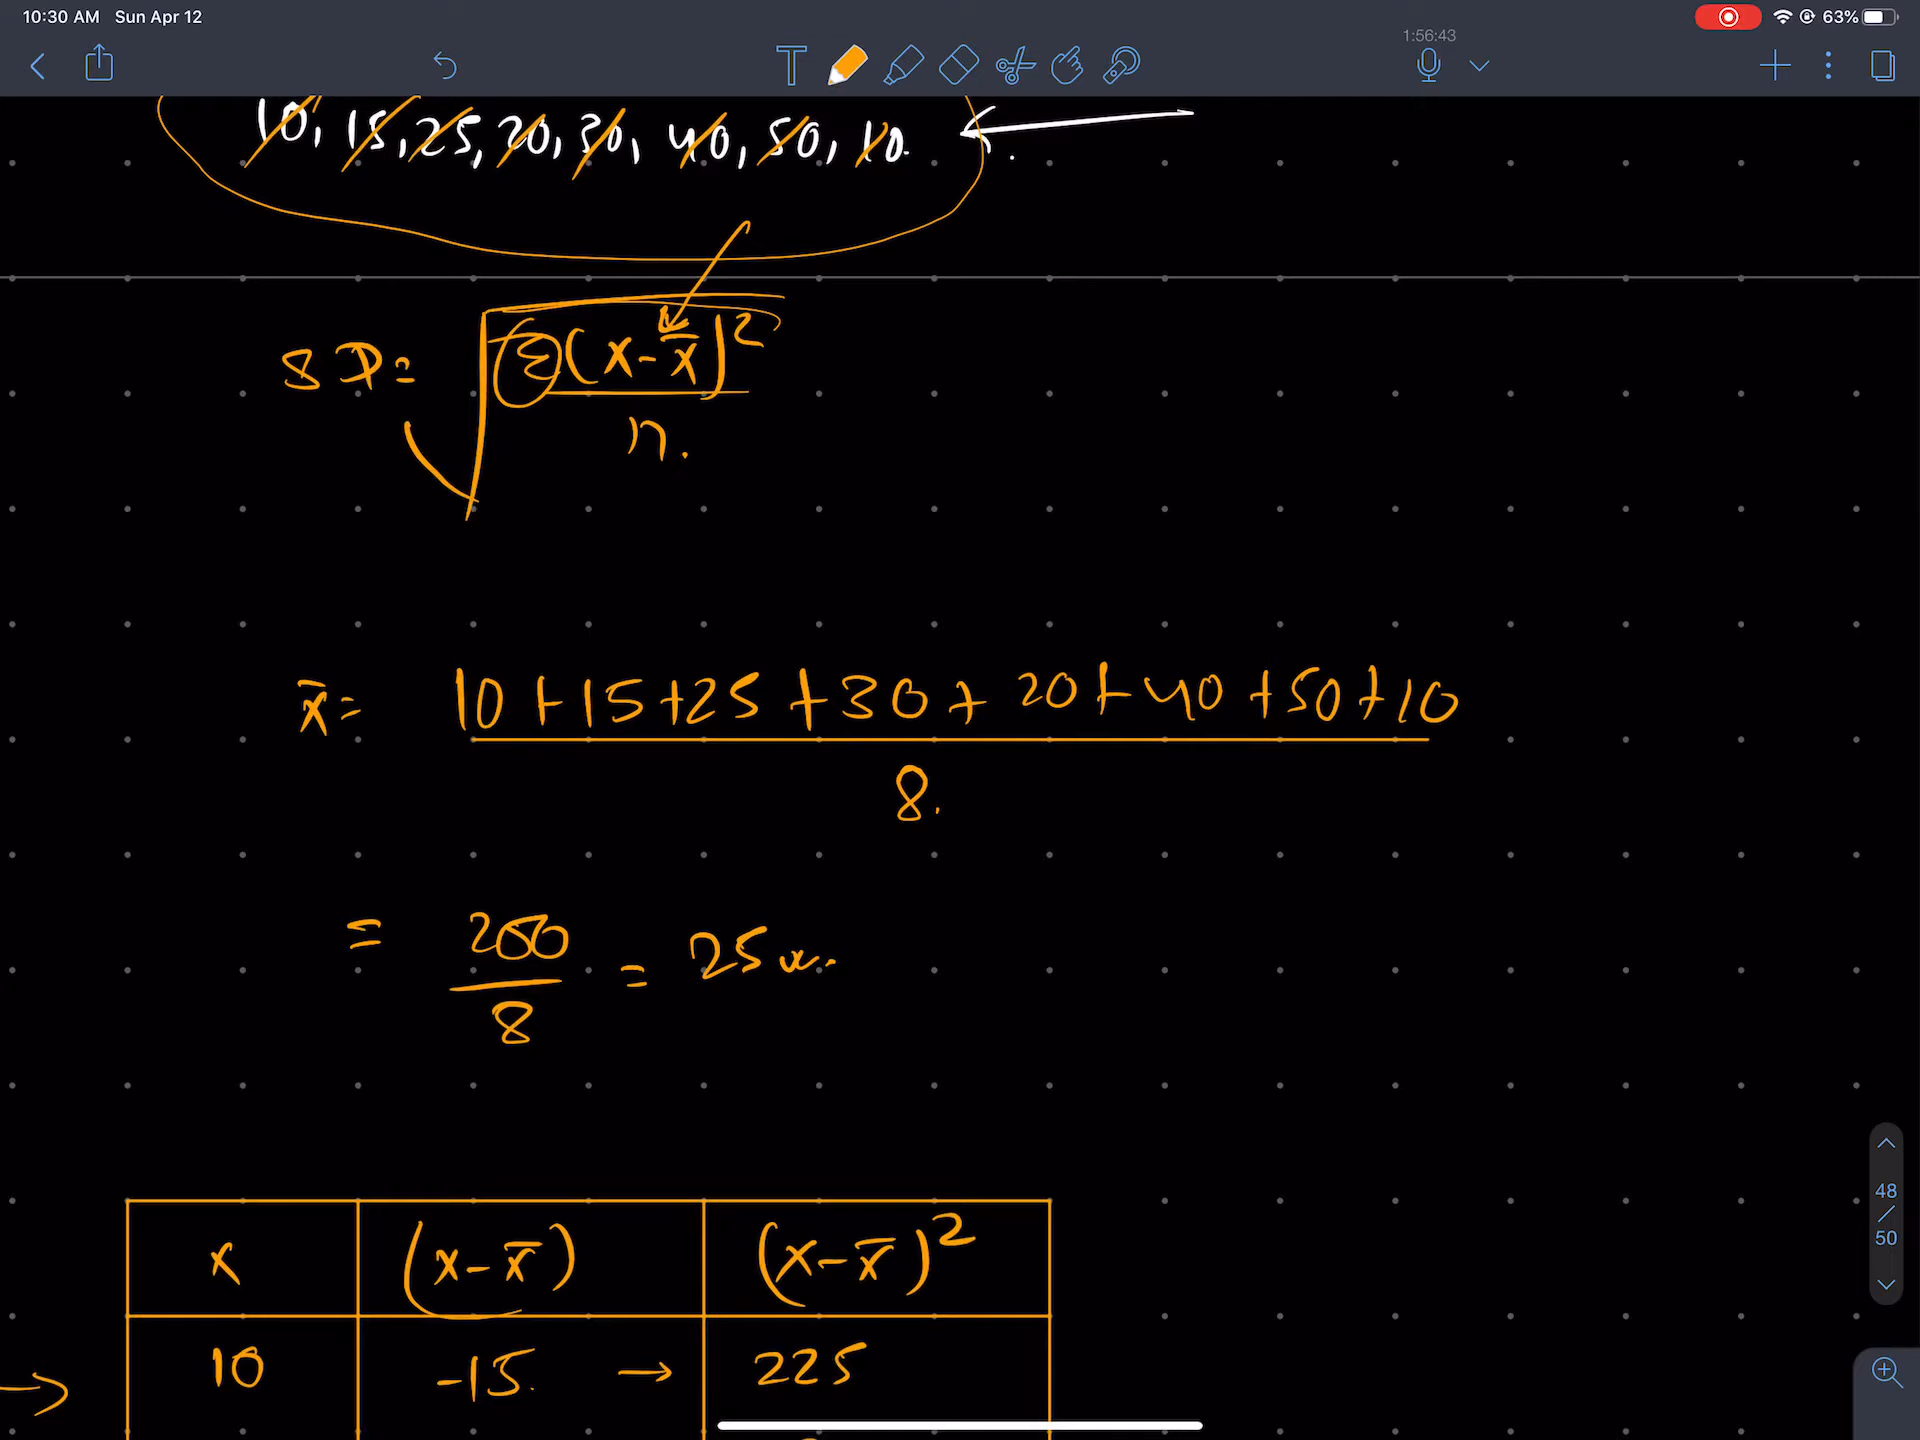 10:30 AM Sun Apr 12
63%
1:56:43
10, 15, 25, 20, 30, 40, 50, 10.
SD = √(Σ(x - x̄)² / n.)
x̄ = 10 + 15 + 25 + 30 + 20 + 40 + 50 + 10
8.
= 200/8 = 25
48
/
50
x (x - x̄) (x - x̄)²
10 -15. → 225